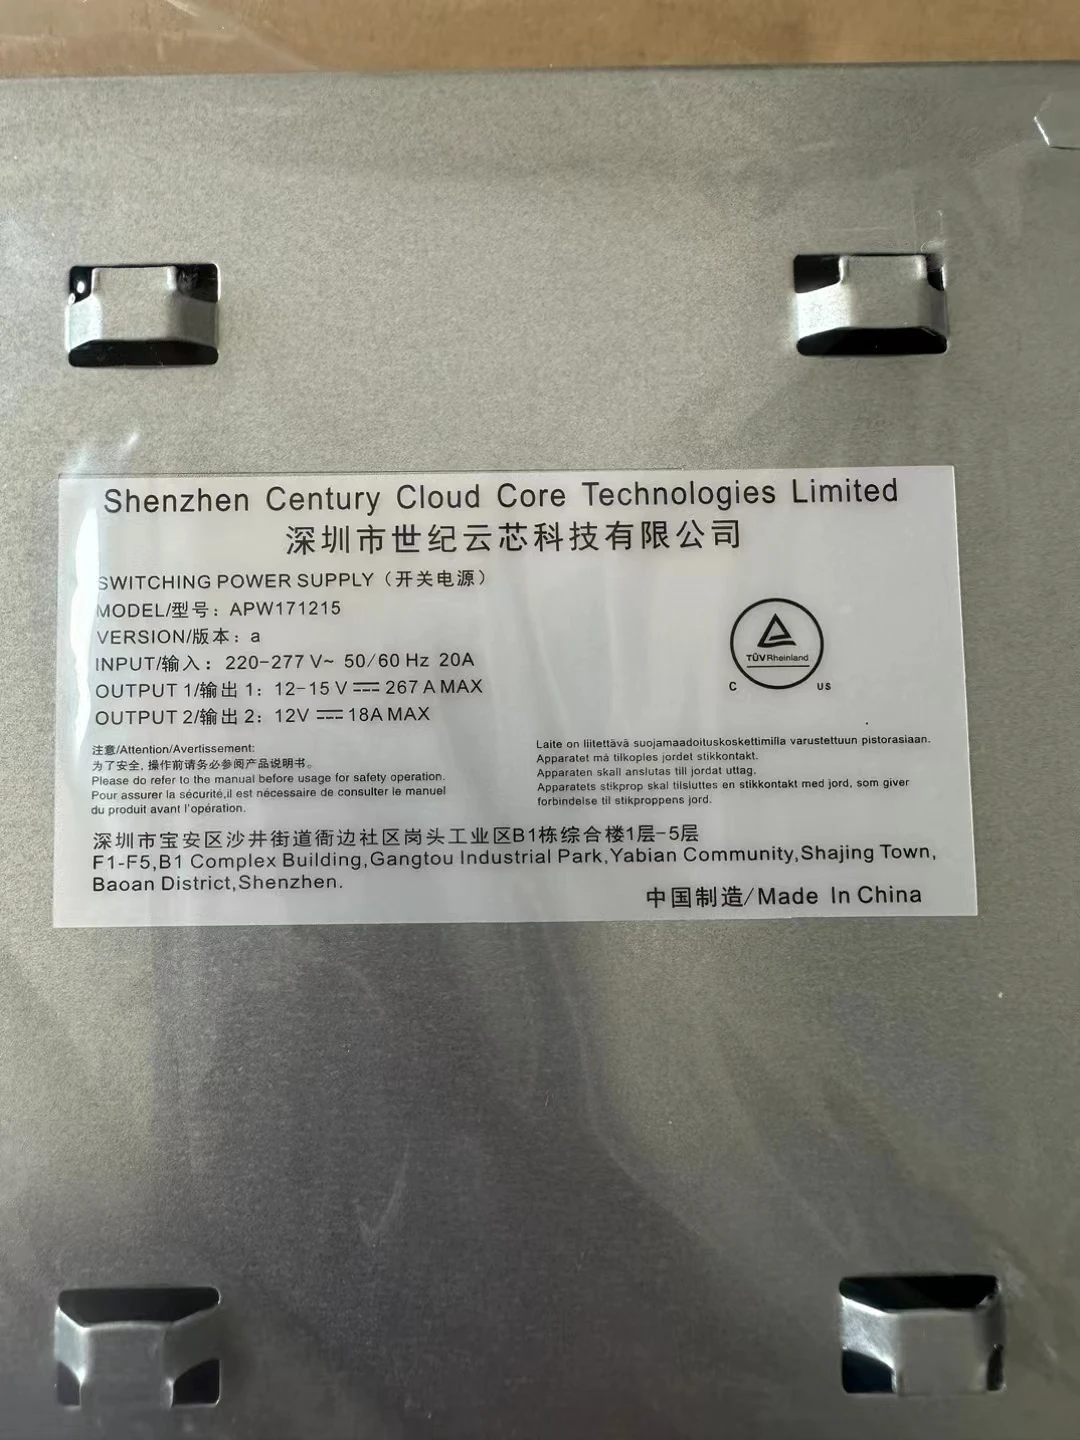 Shenzhen Century Cloud Core Technologies Limited
深圳市世纪云芯科技有限公司
SWITCHING POWER SUPPLY（开关电源）
MODEL/型号：APW171215
VERSION/版本：a
INPUT/输入：220-277 V~ 50/60 Hz 20A
OUTPUT 1/输出 1：12-15 V ⎓ 267 A MAX
OUTPUT 2/输出 2：12V ⎓ 18A MAX
TÜVRheinland
C US
注意/Attention/Avertissement:
为了安全, 操作前请务必参阅产品说明书。
Please do refer to the manual before usage for safety operation.
Pour assurer la sécurité,il est nécessaire de consulter le manuel
du produit avant l'opération.
Laite on liitettävä suojamaadoituskoskettimilla varustettuun pistorasiaan.
Apparatet må tilkoples jordet stikkontakt.
Apparaten skall anslutas till jordat uttag.
Apparatets stikprop skal tilsluttes en stikkontakt med jord, som giver
forbindelse til stikproppens jord.
深圳市宝安区沙井街道衙边社区岗头工业区B1栋综合楼1层-5层
F1-F5,B1 Complex Building,Gangtou Industrial Park,Yabian Community,Shajing Town,
Baoan District,Shenzhen.
中国制造/Made In China